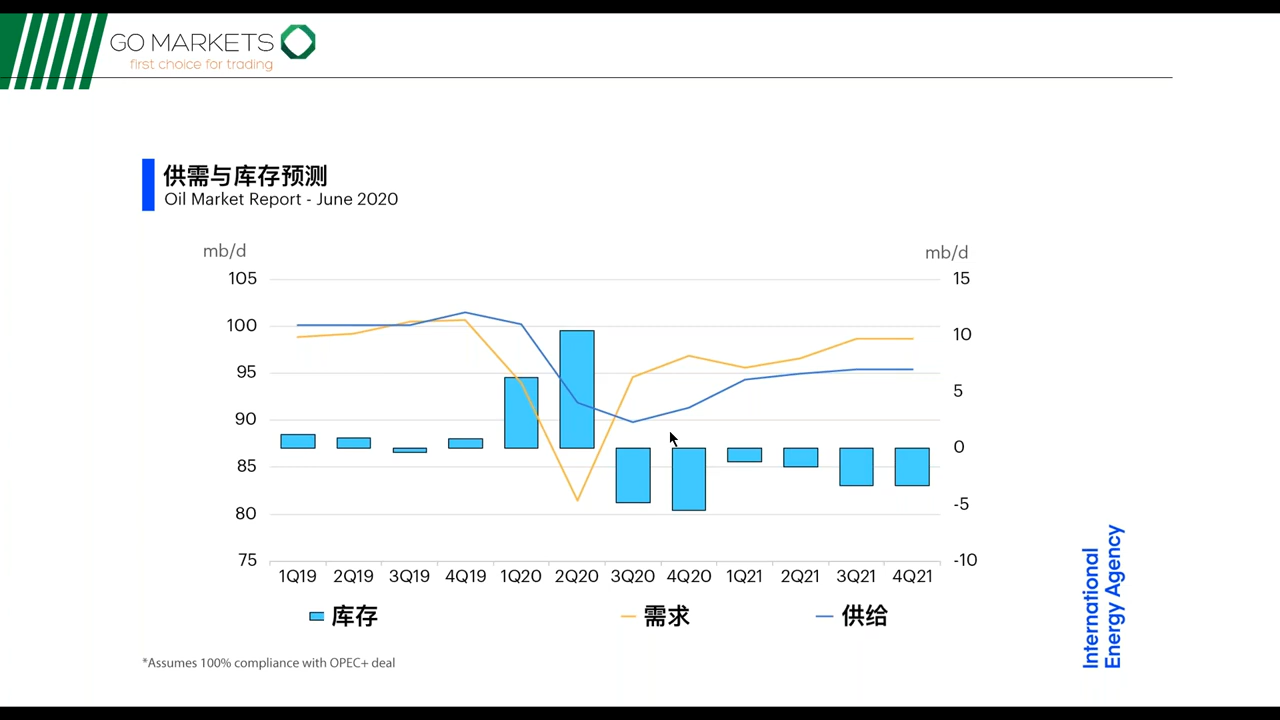 GO MARKETS
first choice for trading
供需与库存预测
Oil Market Report - June 2020
mb/d
mb/d
105
15
100
10
95
5
90
0
85
-5
80
75
-10
1Q19 2Q19 3Q19 4Q19 1Q20 2Q20 3Q20 4Q20 1Q21 2Q21 3Q21 4Q21
库存 需求 供给
*Assumes 100% compliance with OPEC+ deal
International
Energy Agency